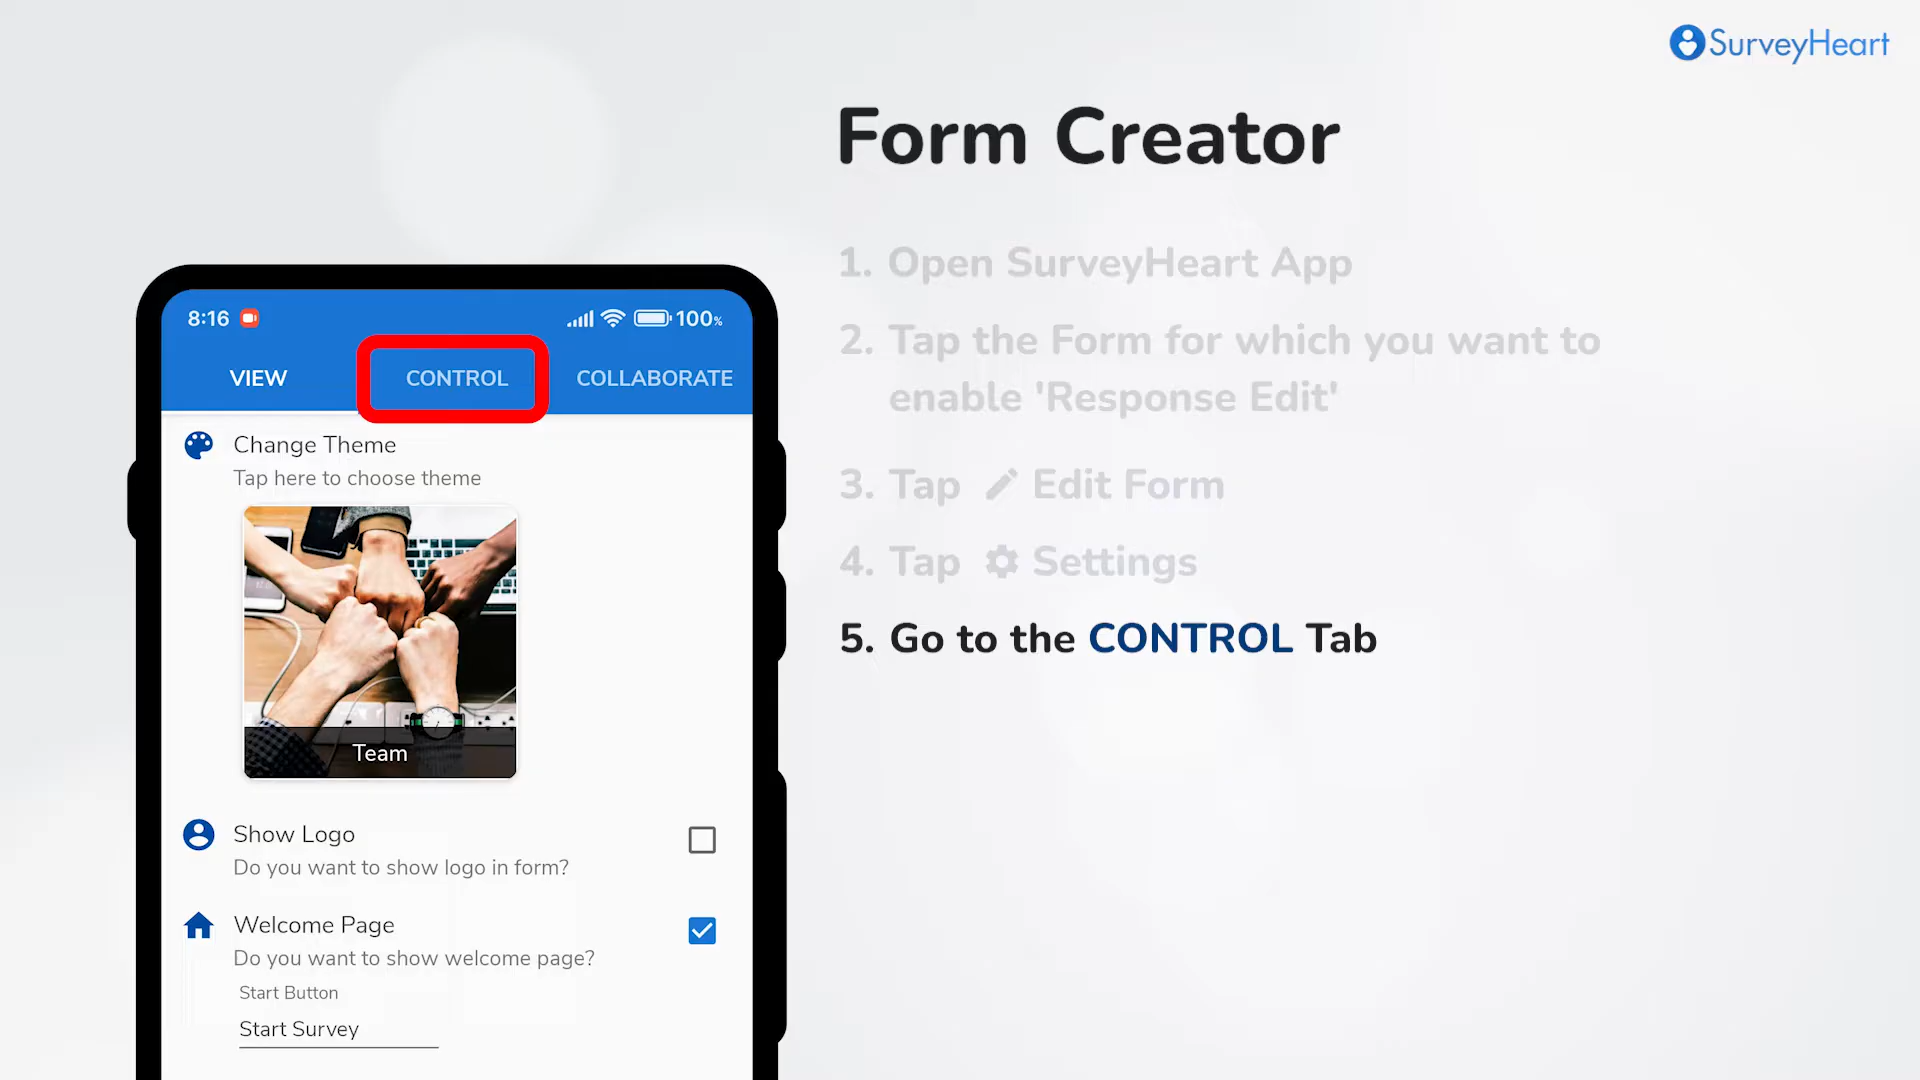 SurveyHeart
Form Creator
1. Open SurveyHeart App
2. Tap the Form for which you want to
enable 'Response Edit'
3. Tap Edit Form
4. Tap Settings
5. Go to the CONTROL Tab
8:16 100%
VIEW CONTROL COLLABORATE
Change Theme
Tap here to choose theme
Team
Show Logo
Do you want to show logo in form?
Welcome Page
Do you want to show welcome page?
Start Button
Start Survey